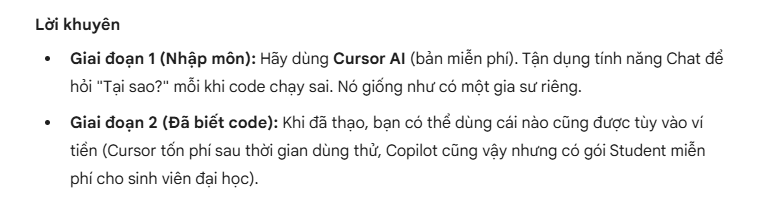 Lời khuyên
• Giai đoạn 1 (Nhập môn): Hãy dùng Cursor AI (bản miễn phí). Tận dụng tính năng Chat để
hỏi "Tại sao?" mỗi khi code chạy sai. Nó giống như có một gia sư riêng.
• Giai đoạn 2 (Đã biết code): Khi đã thạo, bạn có thể dùng cái nào cũng được tùy vào ví
tiền (Cursor tốn phí sau thời gian dùng thử, Copilot cũng vậy nhưng có gói Student miễn
phí cho sinh viên đại học).